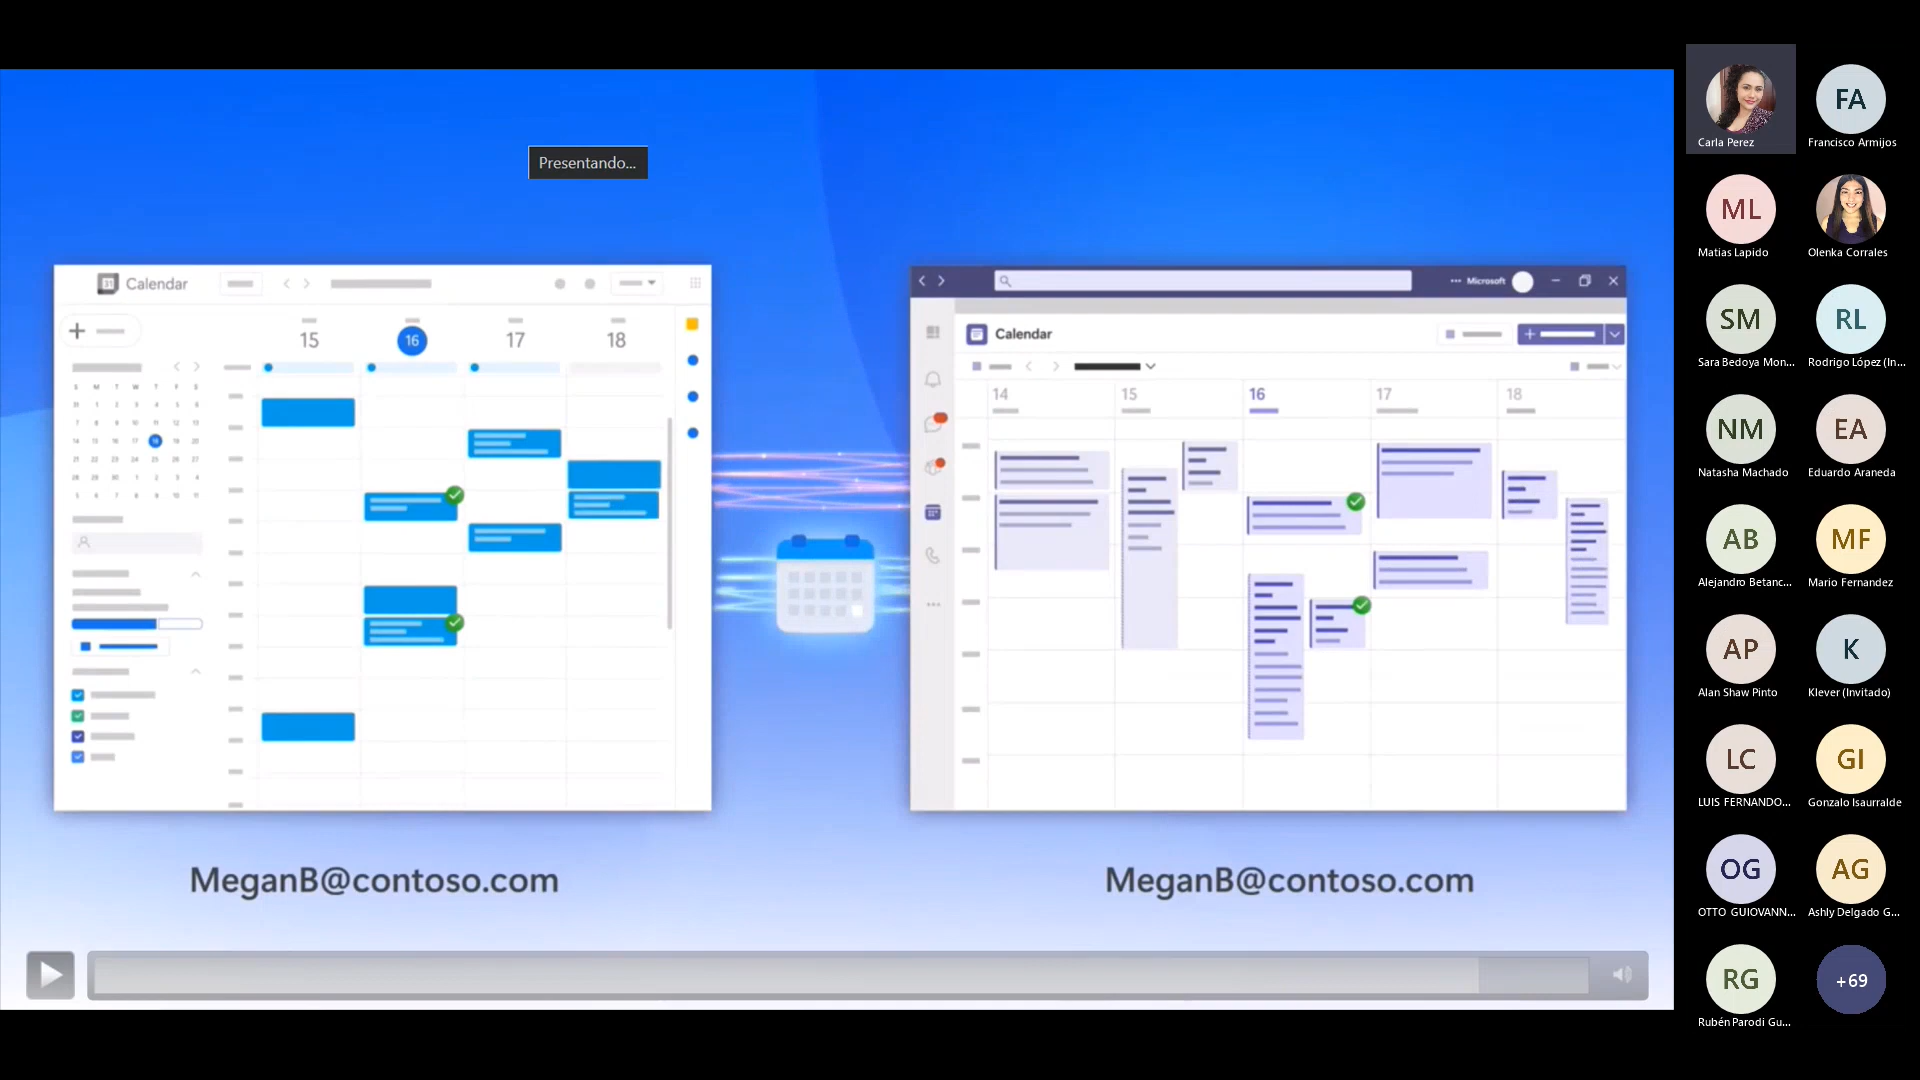 Presentando...
31 Calendar
15
16
17
18
S M T W T F S
Microsoft
Calendar
14
15
16
17
18
MeganB@contoso.com
MeganB@contoso.com
Carla Perez
FA
Francisco Armijos
ML
Matias Lapido
Olenka Corrales
SM
Sara Bedoya Mon...
RL
Rodrigo López (In...
NM
Natasha Machado
EA
Eduardo Araneda
AB
Alejandro Betanc...
MF
Mario Fernandez
AP
Alan Shaw Pinto
K
Klever (Invitado)
LC
LUIS FERNANDO...
GI
Gonzalo Isaurralde
OG
OTTO GUIOVANN...
AG
Ashly Delgado G...
RG
Rubén Parodi Gu...
+69